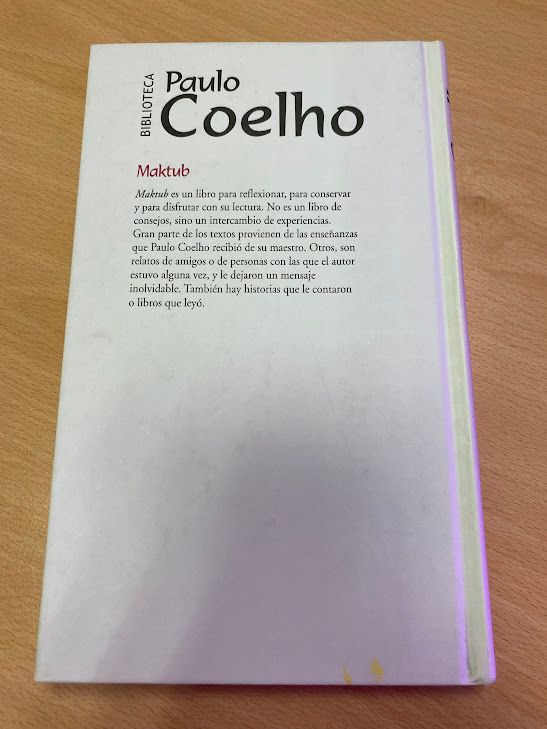 BIBLIOTECA
Paulo
Coelho
Maktub
Maktub es un libro para reflexionar, para conservar
y para disfrutar con su lectura. No es un libro de
consejos, sino un intercambio de experiencias.
Gran parte de los textos provienen de las enseñanzas
que Paulo Coelho recibió de su maestro. Otros, son
relatos de amigos o de personas con las que el autor
estuvo alguna vez, y le dejaron un mensaje
inolvidable. También hay historias que le contaron
o libros que leyó.